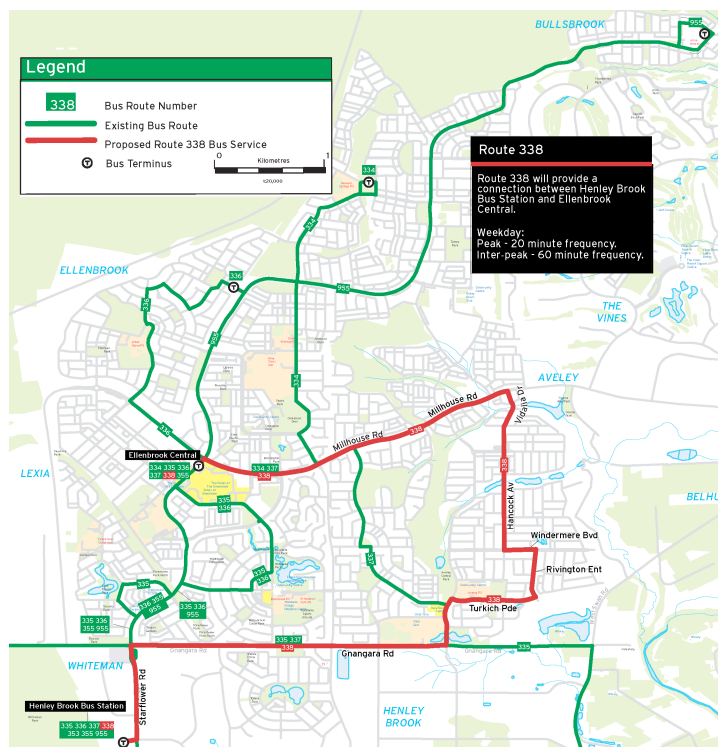 BULLSBROOK
955
Legend
338
Bus Route Number
Existing Bus Route
Proposed Route 338 Bus Service
Bus Terminus
0
Kilometres
1
1:20,000
Route 338
Route 338 will provide a
connection between Henley Brook
Bus Station and Ellenbrook
Central.
Weekday:
Peak - 20 minute frequency.
Inter-peak - 60 minute frequency.
334
334
ELLENBROOK
336
336
955
THE
VINES
955
334
AVELEY
Vidalia Dr
Millhouse Rd
Millhouse Rd
338
336
Ellenbrook Central
334 335 336
337 338 355
334 337
338
338
LEXIA
BELHU
335
336
Hancock Av
Windermere Bvd
Rivington Ent
337
335
336
335
336 355
955
335 336
955
338
Turkich Pde
335 336
355 955
335 337
338
Gnangara Rd
Gnangara Rd
Gnangara Rd
335
WHITEMAN
Starflower Rd
Henley Brook Bus Station
335 336 337 338
353 355 955
HENLEY
BROOK